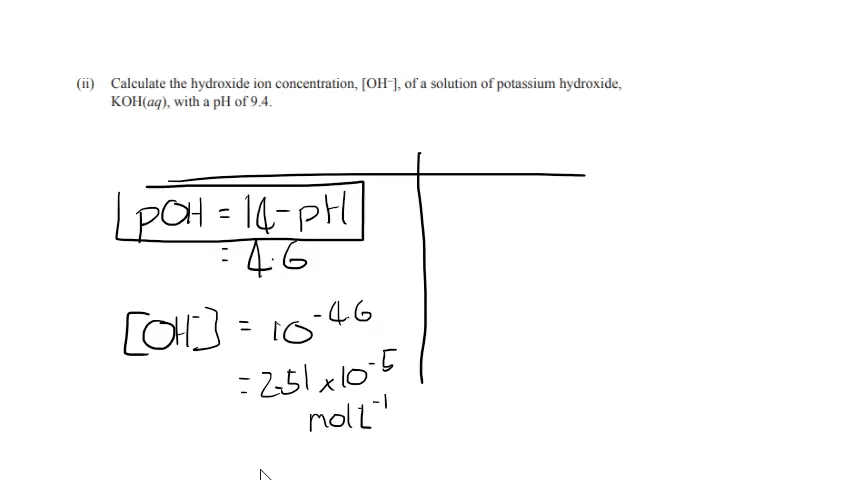 (ii) Calculate the hydroxide ion concentration, [OH⁻], of a solution of potassium hydroxide,
KOH(aq), with a pH of 9.4.
pOH = 14 - pH
= 4.6
[OH⁻] = 10⁻⁴·⁶
= 2.51 × 10⁻⁵
mol L⁻¹